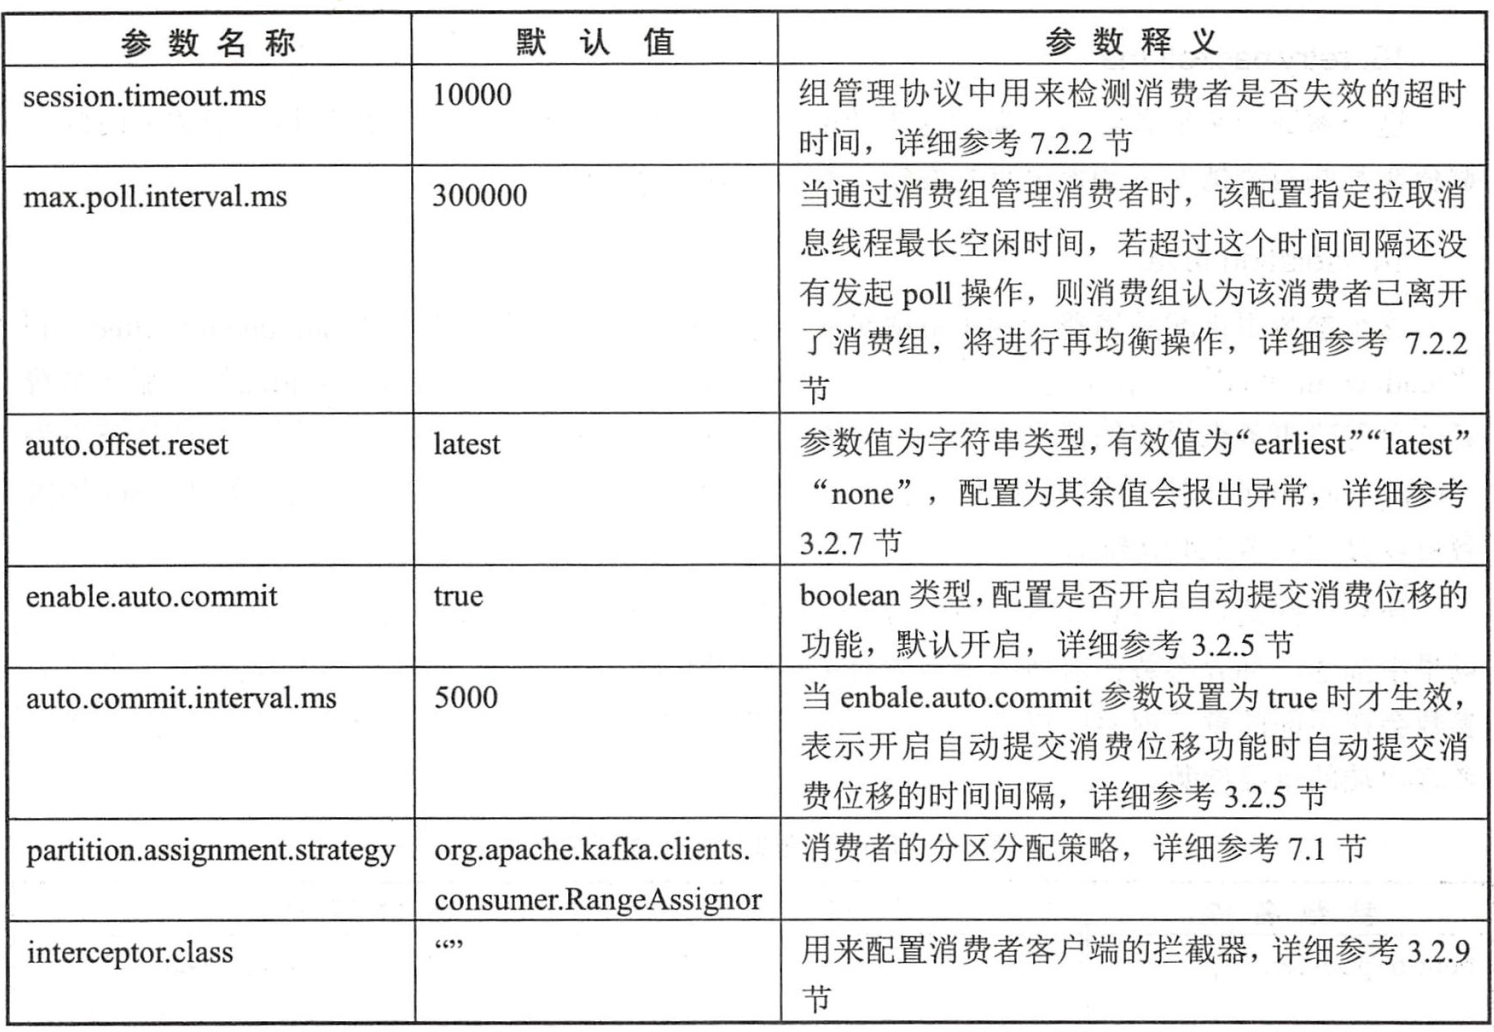 参数名称 默认值 参数释义
session.timeout.ms 10000 组管理协议中用来检测消费者是否失效的超时
时间，详细参考 7.2.2 节
max.poll.interval.ms 300000 当通过消费组管理消费者时，该配置指定拉取消
息线程最长空闲时间，若超过这个时间间隔还没
有发起 poll 操作，则消费组认为该消费者已离开
了消费组，将进行再均衡操作，详细参考 7.2.2
节
auto.offset.reset latest 参数值为字符串类型，有效值为“earliest”“latest”
“none”，配置为其余值会报出异常，详细参考
3.2.7 节
enable.auto.commit true boolean 类型，配置是否开启自动提交消费位移的
功能，默认开启，详细参考 3.2.5 节
auto.commit.interval.ms 5000 当 enbale.auto.commit 参数设置为 true 时才生效，
表示开启自动提交消费位移功能时自动提交消
费位移的时间间隔，详细参考 3.2.5 节
partition.assignment.strategy org.apache.kafka.clients. 消费者的分区分配策略，详细参考 7.1 节
consumer.RangeAssignor
interceptor.class “” 用来配置消费者客户端的拦截器，详细参考 3.2.9
节